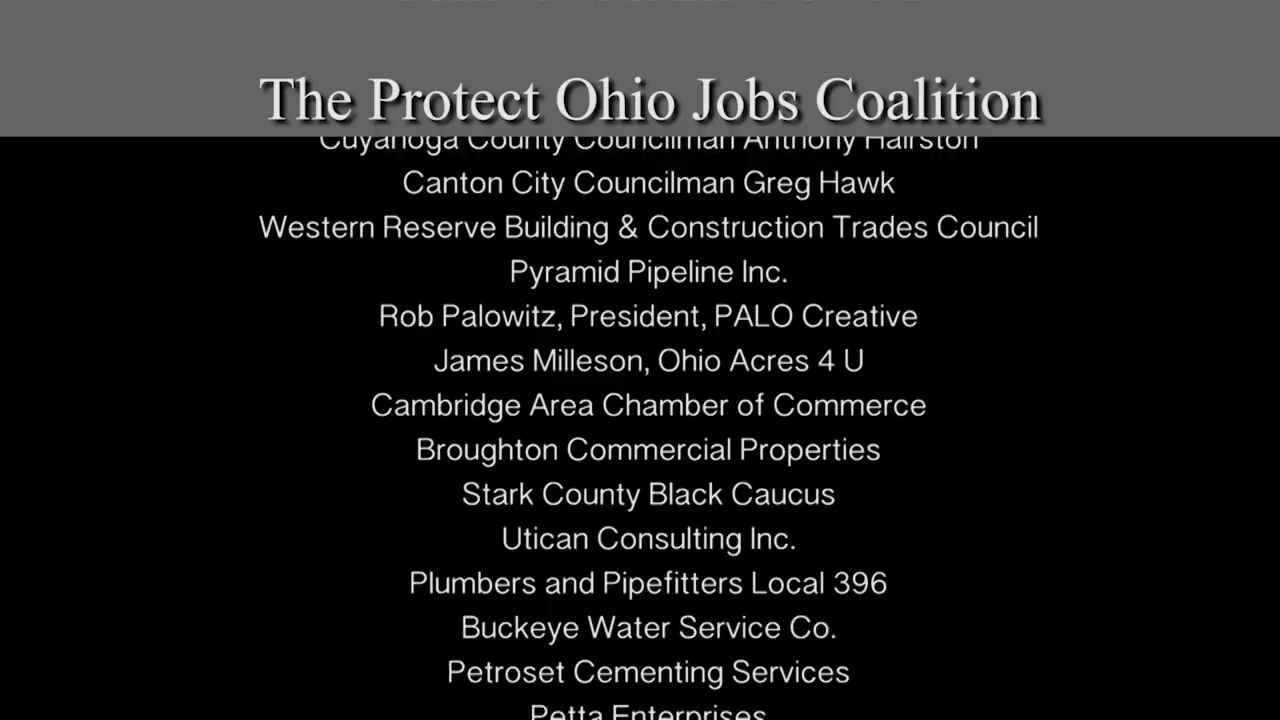 The Protect Ohio Jobs Coalition
Cuyahoga County Councilman Anthony Hairston
Canton City Councilman Greg Hawk
Western Reserve Building & Construction Trades Council
Pyramid Pipeline Inc.
Rob Palowitz, President, PALO Creative
James Milleson, Ohio Acres 4 U
Cambridge Area Chamber of Commerce
Broughton Commercial Properties
Stark County Black Caucus
Utican Consulting Inc.
Plumbers and Pipefitters Local 396
Buckeye Water Service Co.
Petroset Cementing Services
Petta Enterprises